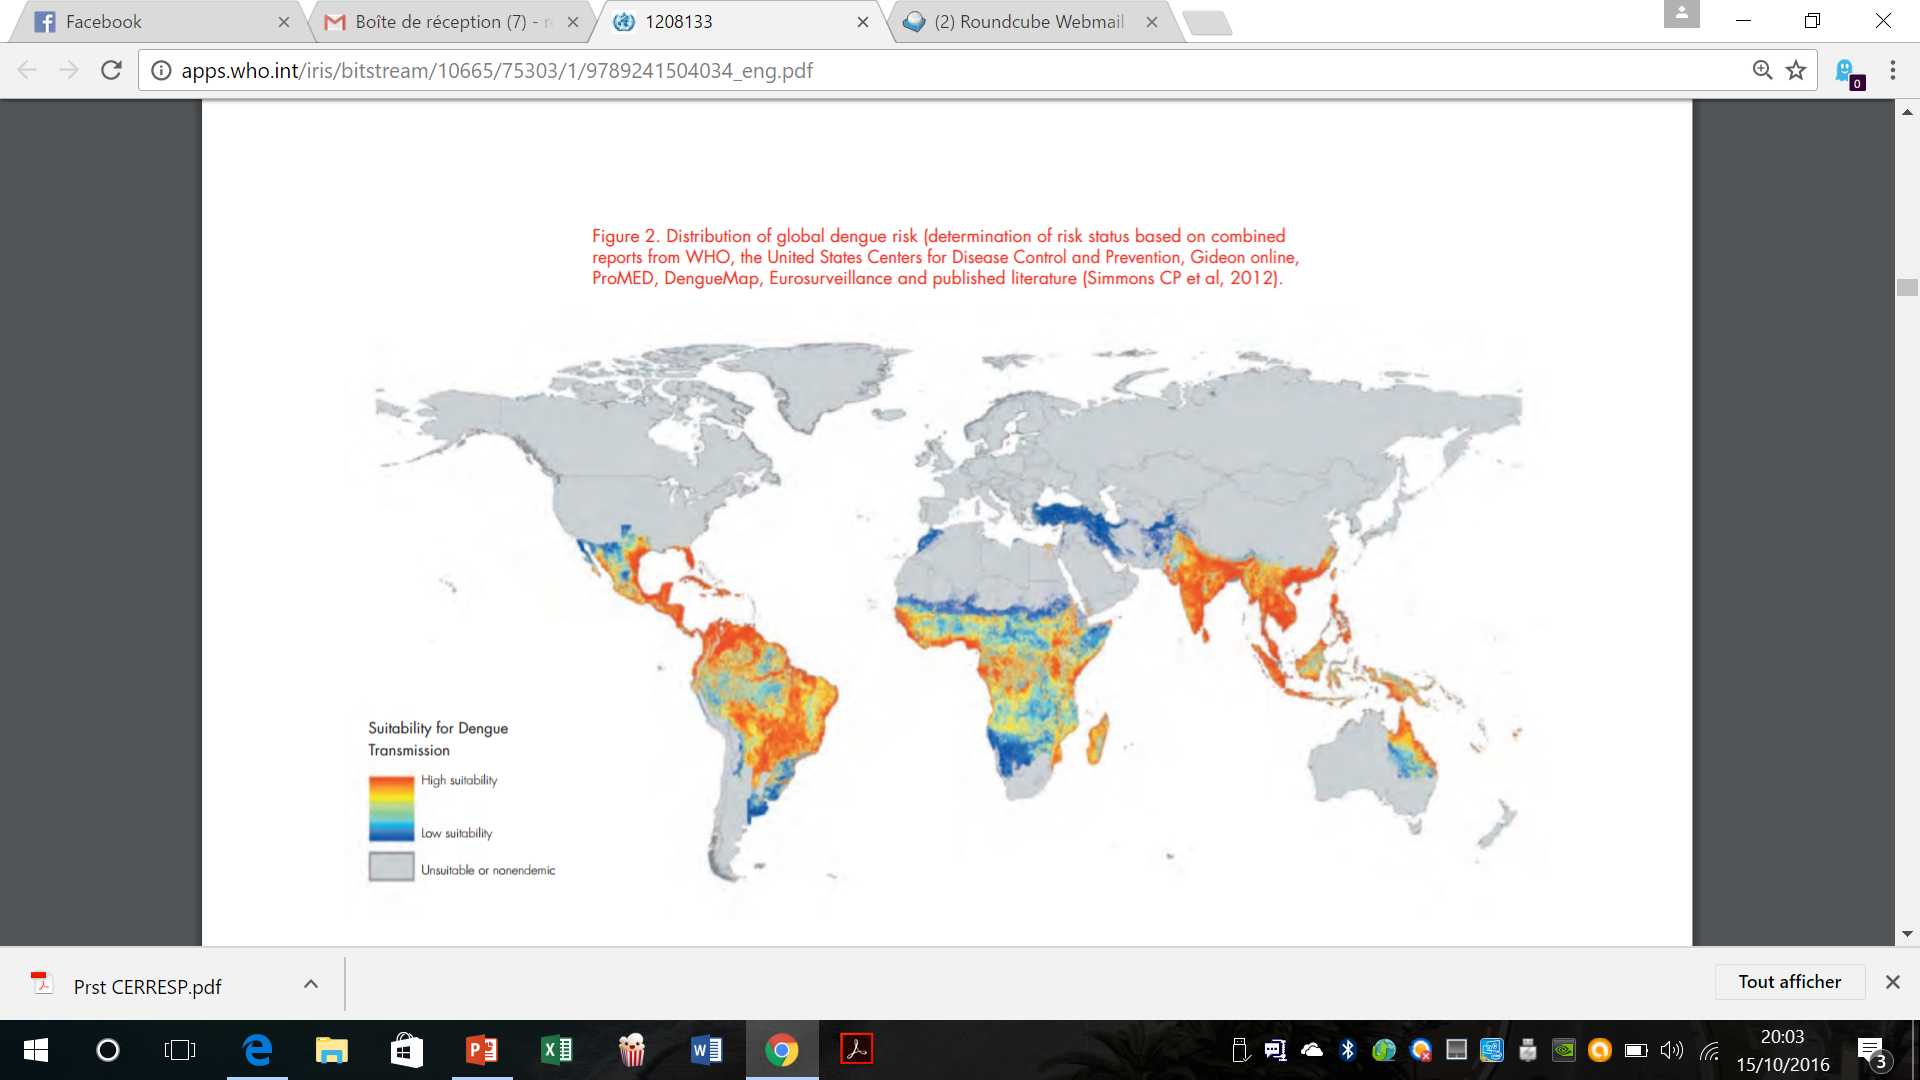 Facebook
Boîte de réception (7) - r
1208133
(2) Roundcube Webmail
apps.who.int/iris/bitstream/10665/75303/1/9789241504034_eng.pdf
0
Figure 2. Distribution of global dengue risk (determination of risk status based on combined
reports from WHO, the United States Centers for Disease Control and Prevention, Gideon online,
ProMED, DengueMap, Eurosurveillance and published literature (Simmons CP et al, 2012).
Suitability for Dengue
Transmission
High suitability
Low suitability
Unsuitable or nonendemic
Prst CERRESP.pdf
Tout afficher
20:03
15/10/2016
3